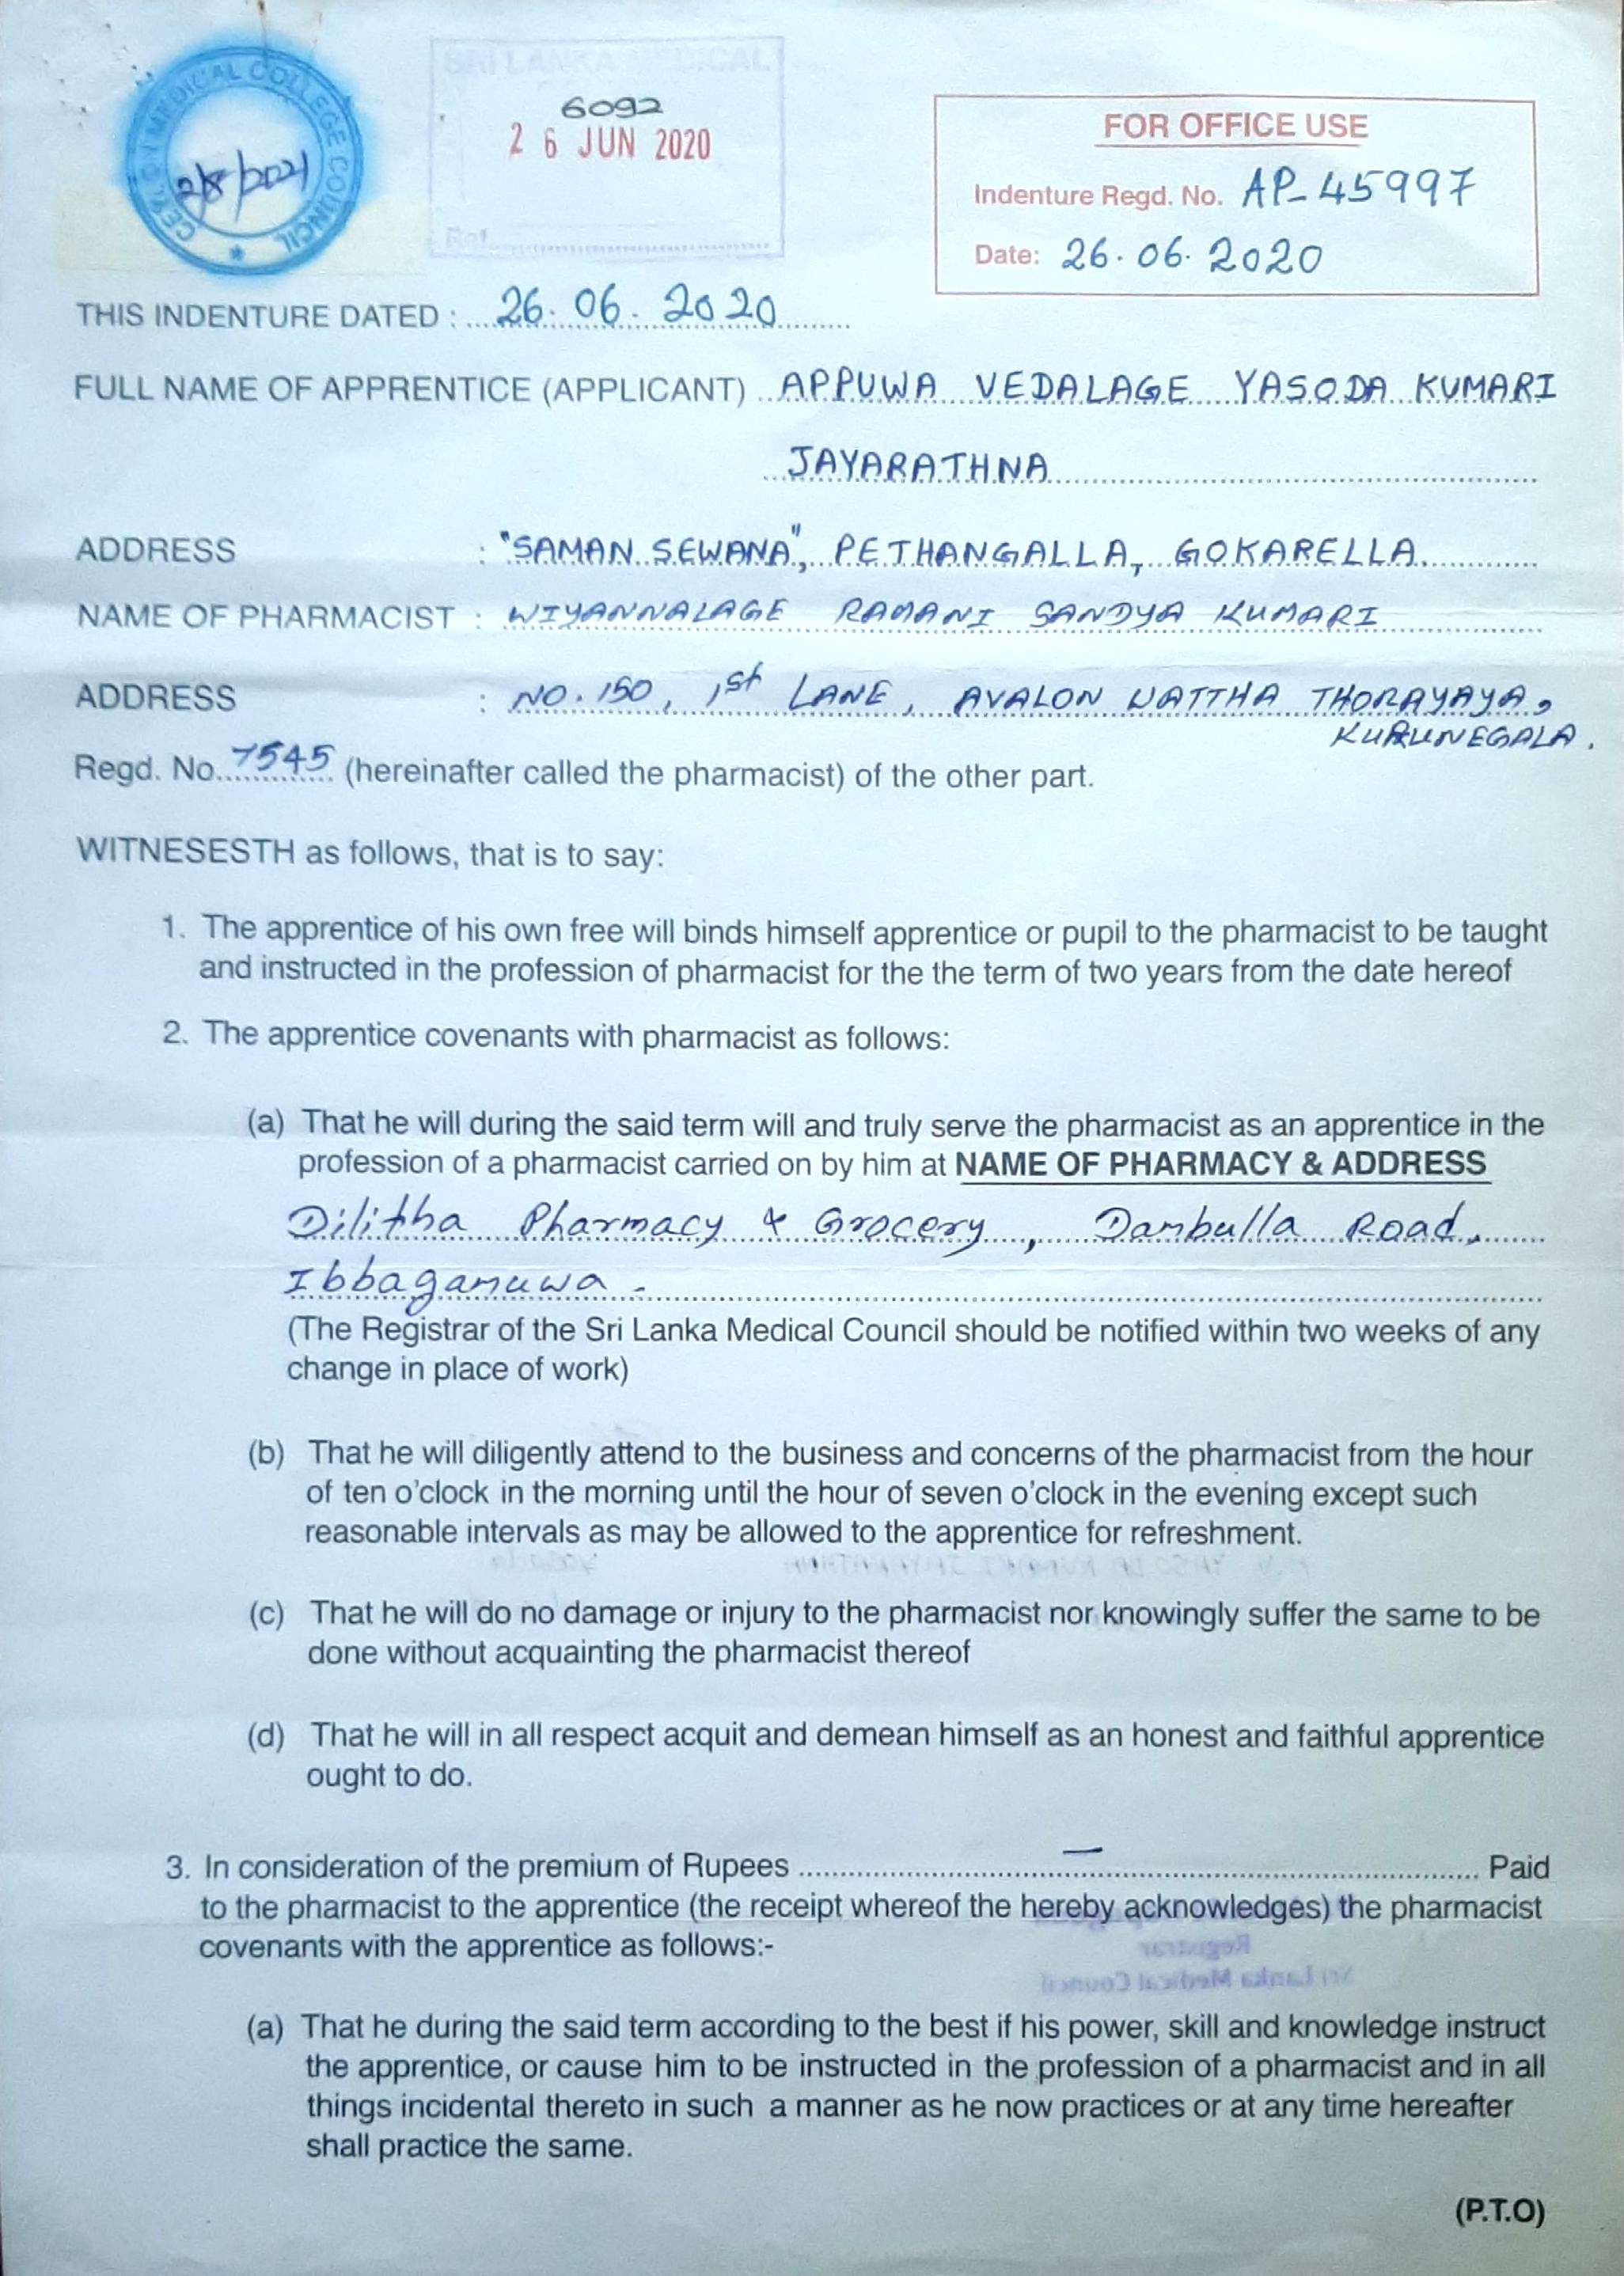 CEYLON MEDICAL COLLEGE COUNCIL
2/8/2021
SRI LANKA MEDICAL
6092
26 JUN 2020
Ref.
FOR OFFICE USE
Indenture Regd. No. AP-45997
Date: 26.06.2020
THIS INDENTURE DATED : 26.06.2020
FULL NAME OF APPRENTICE (APPLICANT) APPUWA VEDALAGE YASODA KUMARI
JAYARATHNA
ADDRESS : "SAMAN SEWANA", PETHANGALLA, GOKARELLA.
NAME OF PHARMACIST : WIYANNALAGE RAMANI SANDYA KUMARI
ADDRESS : NO. 150, 1st LANE, AVALON WATTHA THORAYAYA,
KURUNEGALA.
Regd. No. 7545 (hereinafter called the pharmacist) of the other part.
WITNESESTH as follows, that is to say:
1. The apprentice of his own free will binds himself apprentice or pupil to the pharmacist to be taught
and instructed in the profession of pharmacist for the the term of two years from the date hereof
2. The apprentice covenants with pharmacist as follows:
(a) That he will during the said term will and truly serve the pharmacist as an apprentice in the
profession of a pharmacist carried on by him at NAME OF PHARMACY & ADDRESS
Dilitha Pharmacy & Grocery, Dambulla Road,
Ibbagamuwa.
(The Registrar of the Sri Lanka Medical Council should be notified within two weeks of any
change in place of work)
(b) That he will diligently attend to the business and concerns of the pharmacist from the hour
of ten o'clock in the morning until the hour of seven o'clock in the evening except such
reasonable intervals as may be allowed to the apprentice for refreshment.
(c) That he will do no damage or injury to the pharmacist nor knowingly suffer the same to be
done without acquainting the pharmacist thereof
(d) That he will in all respect acquit and demean himself as an honest and faithful apprentice
ought to do.
3. In consideration of the premium of Rupees — Paid
to the pharmacist to the apprentice (the receipt whereof the hereby acknowledges) the pharmacist
covenants with the apprentice as follows:-
Registrar
Sri Lanka Medical Council
(a) That he during the said term according to the best if his power, skill and knowledge instruct
the apprentice, or cause him to be instructed in the profession of a pharmacist and in all
things incidental thereto in such a manner as he now practices or at any time hereafter
shall practice the same.
(P.T.O)